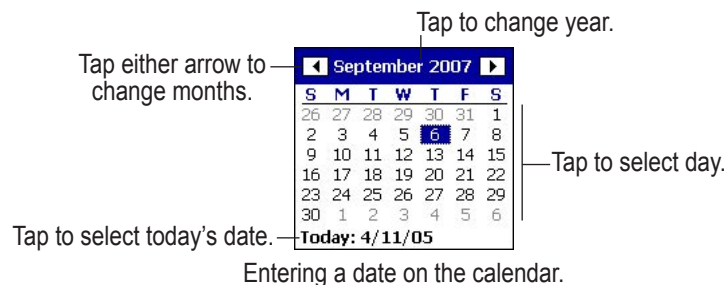 Tap to change year.
Tap either arrow to
change months.
September 2007
S M T W T F S
26 27 28 29 30 31 1
2 3 4 5 6 7 8
9 10 11 12 13 14 15
16 17 18 19 20 21 22
23 24 25 26 27 28 29
30 1 2 3 4 5 6
Tap to select day.
Tap to select today’s date.
Today: 4/11/05
Entering a date on the calendar.